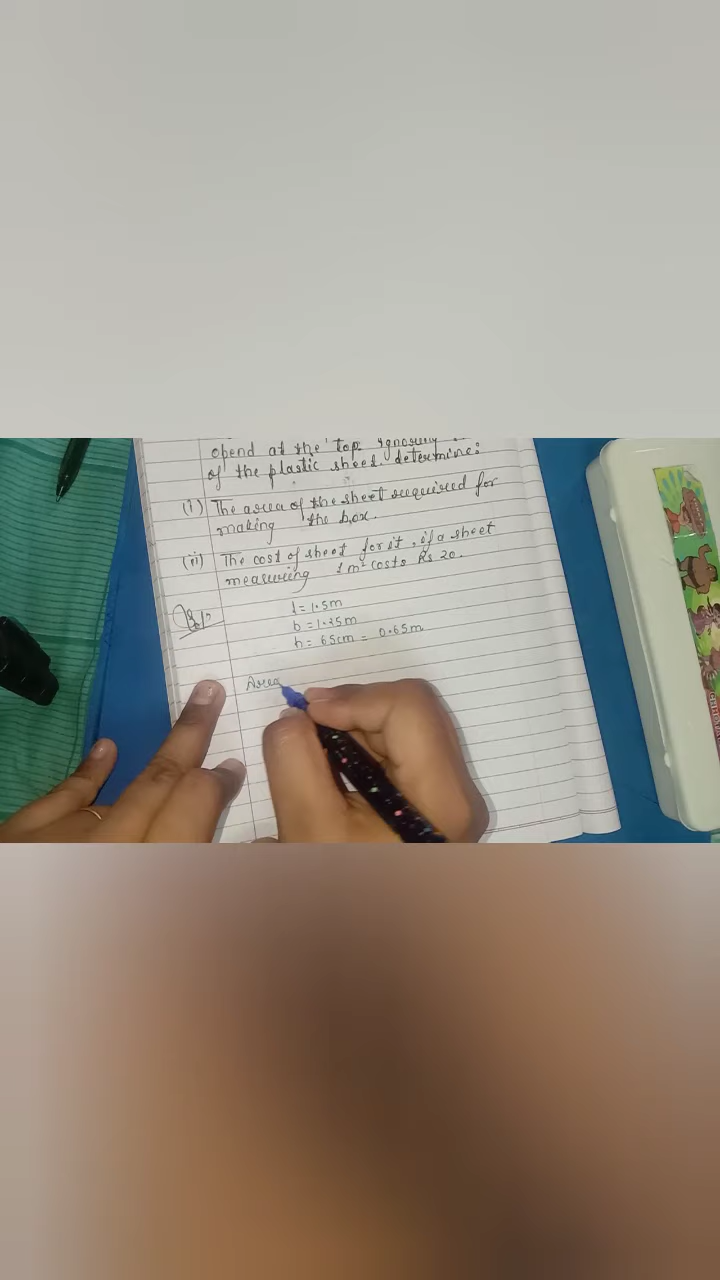 opend at the top ignoring
of the plastic sheet. determine:
(i) The area of the sheet required for
making the box.
(ii) The cost of sheet for it, if a sheet
measuring 1m² costs Rs 20.
l = 1.5m
b = 1.25m
h = 65cm = 0.65m
Area